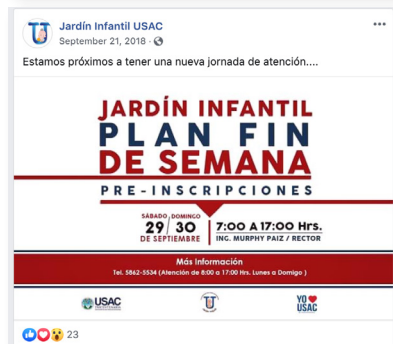 Jardín Infantil USAC
September 21, 2018 ·
Estamos próximos a tener una nueva jornada de atención....
JARDÍN INFANTIL
PLAN FIN
DE SEMANA
PRE-INSCRIPCIONES
SÁBADO DOMINGO
29 30
DE SEPTIEMBRE
7:00 A 17:00 Hrs.
ING. MURPHY PAIZ / RECTOR
Más Información
Tel. 5862-5534 (Atención de 8:00 a 17:00 Hrs. Lunes a Domigo )
USAC
YO
USAC
23